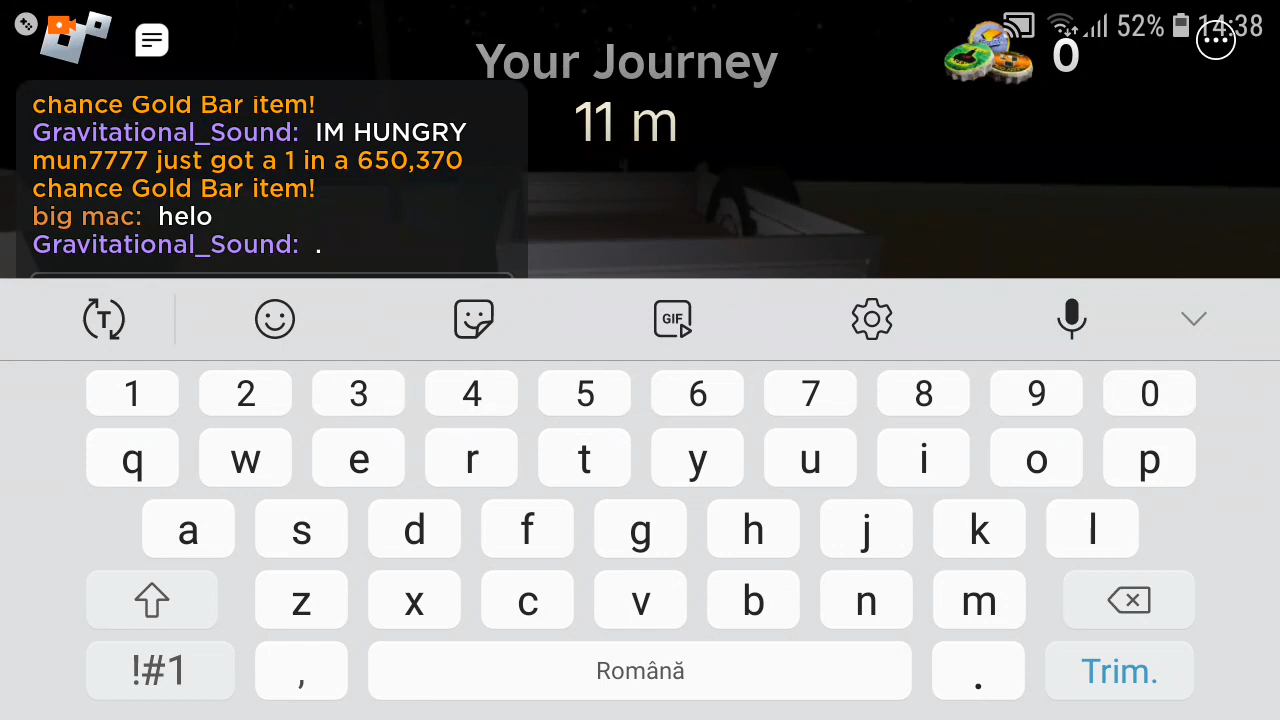 52% 14:38
Your Journey
0
11 m
chance Gold Bar item!
Gravitational_Sound: IM HUNGRY
mun7777 just got a 1 in a 650,370
chance Gold Bar item!
big mac: helo
Gravitational_Sound: .
T GIF
1 2 3 4 5 6 7 8 9 0
q w e r t y u i o p
a s d f g h j k l
z x c v b n m
!#1 , Română . Trim.